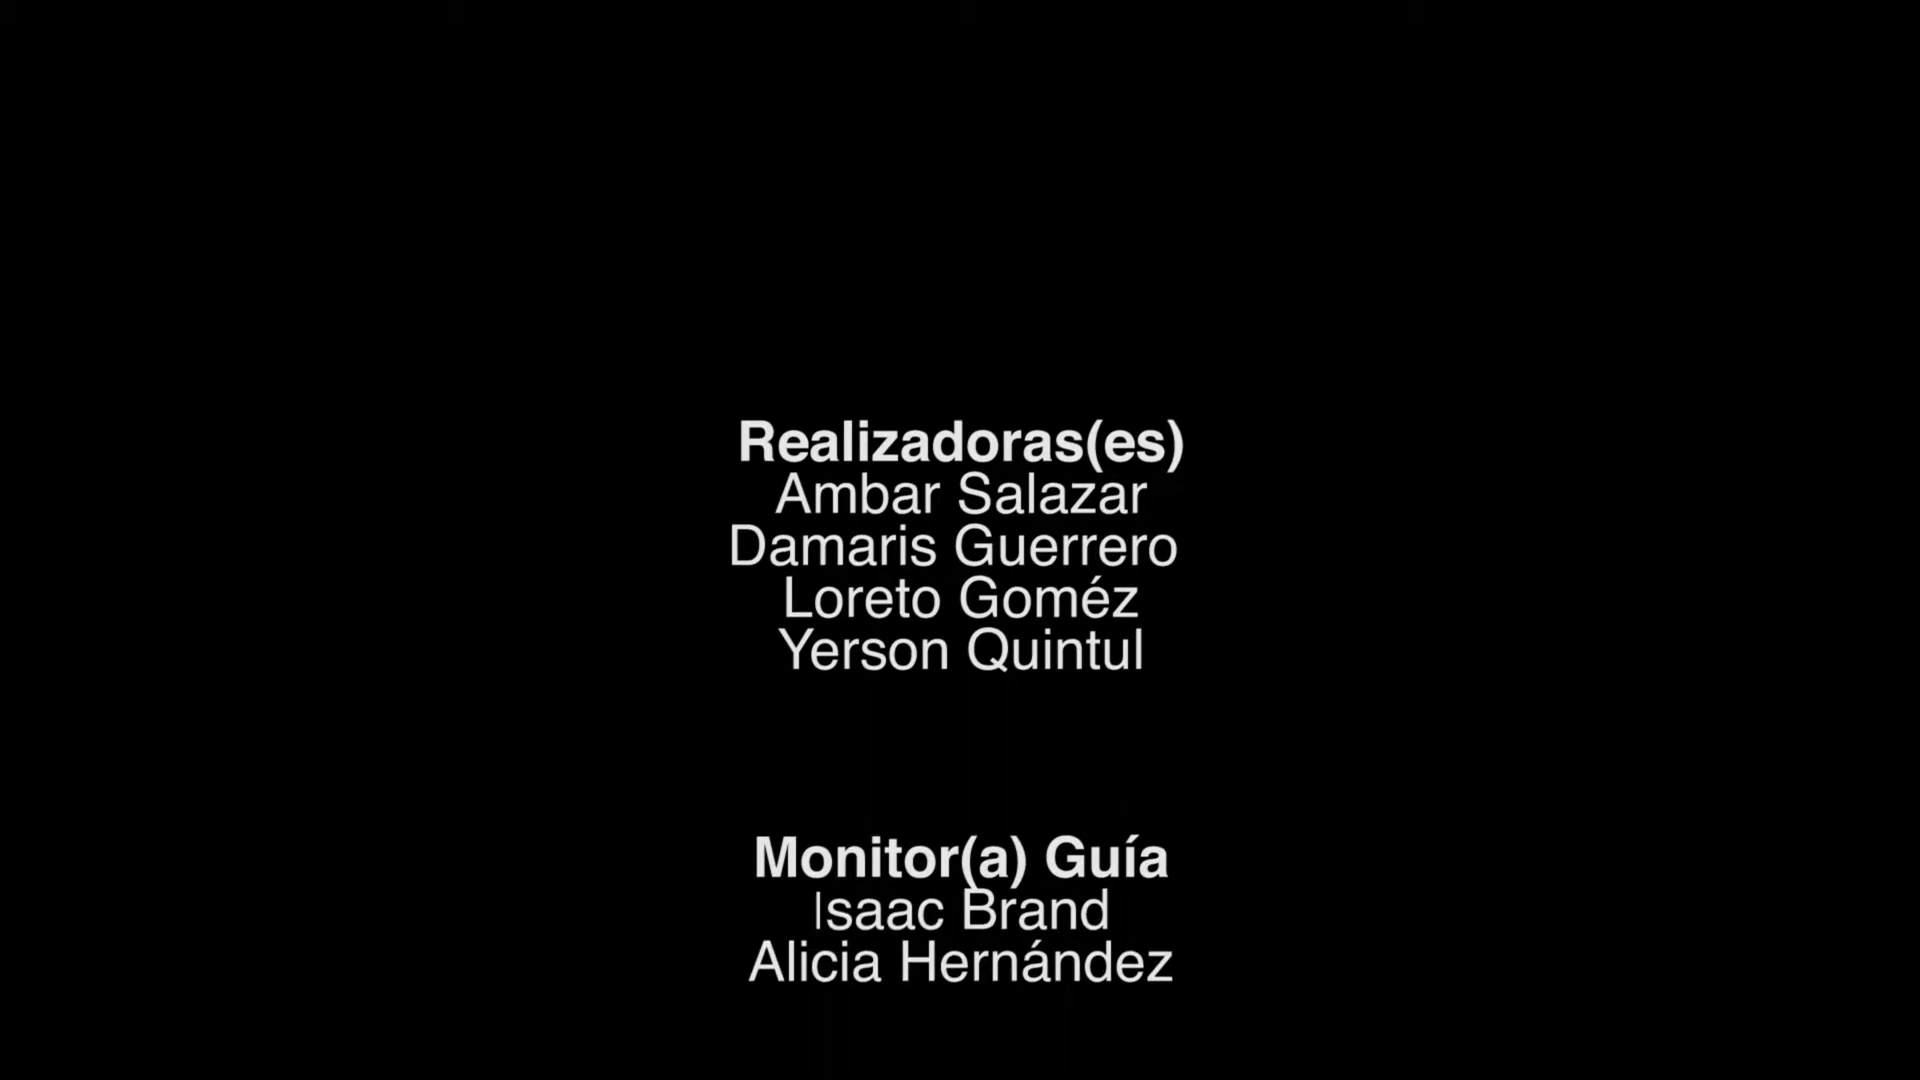 Realizadoras(es)
Ambar Salazar
Damaris Guerrero
Loreto Goméz
Yerson Quintul
Monitor(a) Guía
Isaac Brand
Alicia Hernández